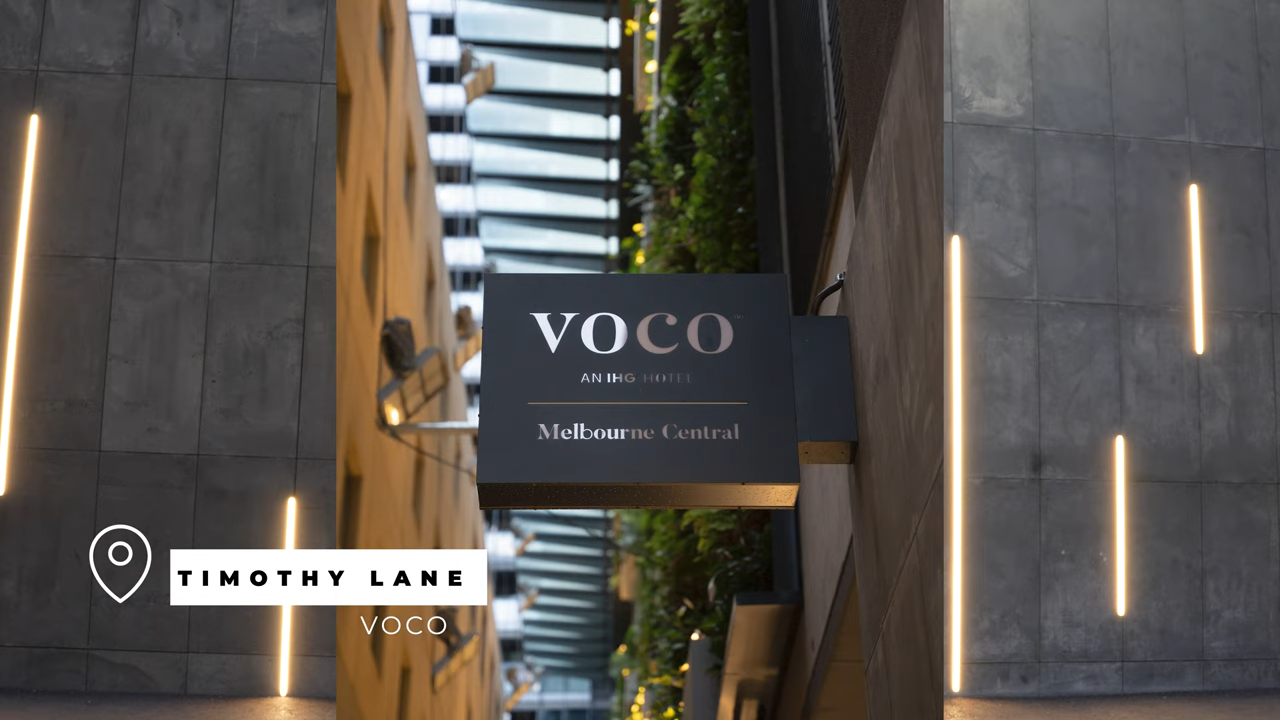 VOCO
AN IHG HOTEL
Melbourne Central
TIMOTHY LANE
VOCO